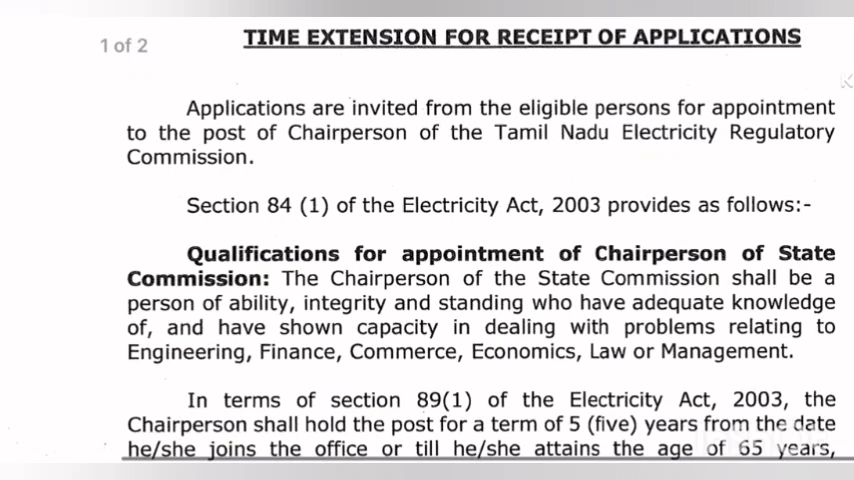 TIME EXTENSION FOR RECEIPT OF APPLICATIONS
1 of 2
Applications are invited from the eligible persons for appointment
to the post of Chairperson of the Tamil Nadu Electricity Regulatory
Commission.
Section 84 (1) of the Electricity Act, 2003 provides as follows:-
Qualifications for appointment of Chairperson of State
Commission: The Chairperson of the State Commission shall be a
person of ability, integrity and standing who have adequate knowledge
of, and have shown capacity in dealing with problems relating to
Engineering, Finance, Commerce, Economics, Law or Management.
In terms of section 89(1) of the Electricity Act, 2003, the
Chairperson shall hold the post for a term of 5 (five) years from the date
he/she joins the office or till he/she attains the age of 65 years,